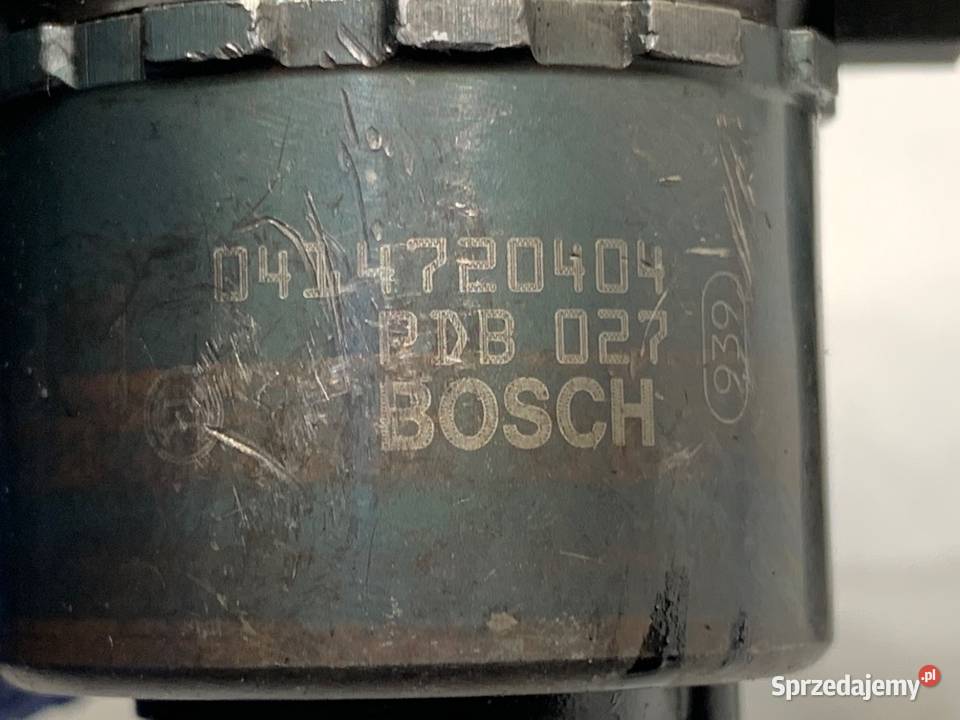 0414720404
PDB 027
BOSCH
939
Sprzedajemy.pl